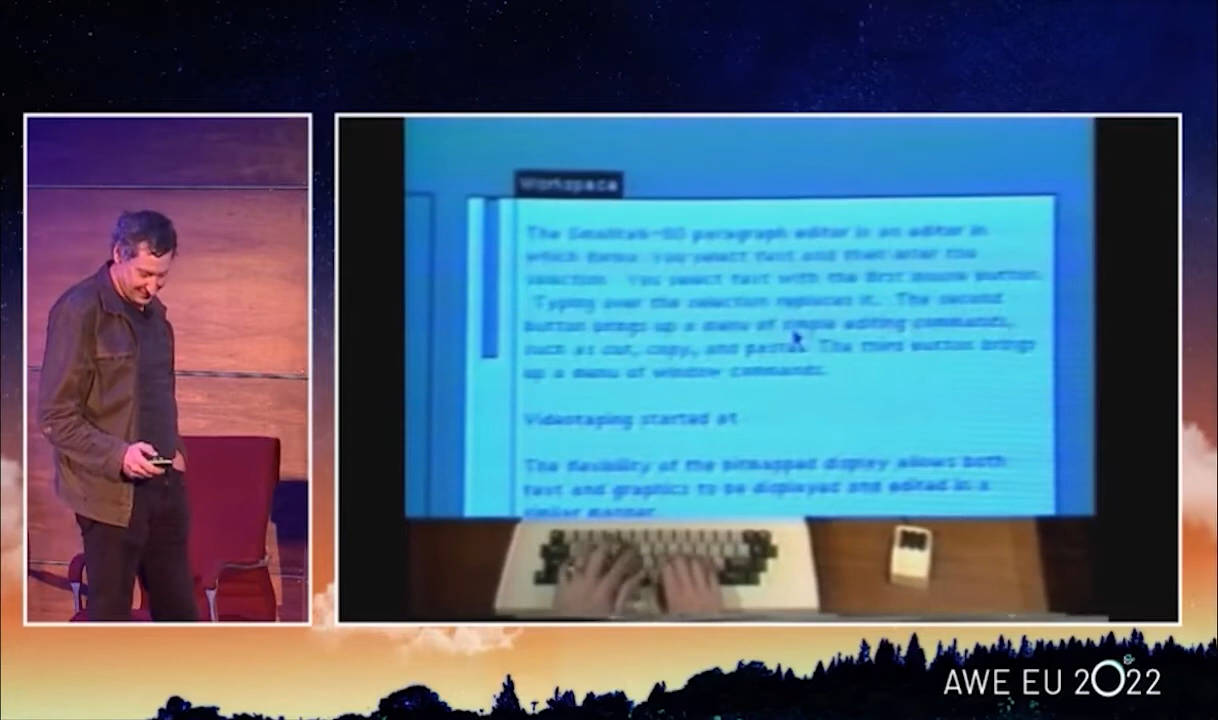 Workspace
The Smalltalk-80 paragraph editor is an editor in
which forms you select text and then alter the
selection. You select text with the first mouse button.
Typing over the selection replaces it. The second
button brings up a menu of simple editing commands,
such as cut, copy, and paste. The third button brings
up a menu of window commands.
Videotaping started at
The flexibility of the bitmapped display allows both
text and graphics to be displayed and edited in a
similar manner.
AWE EU 2022